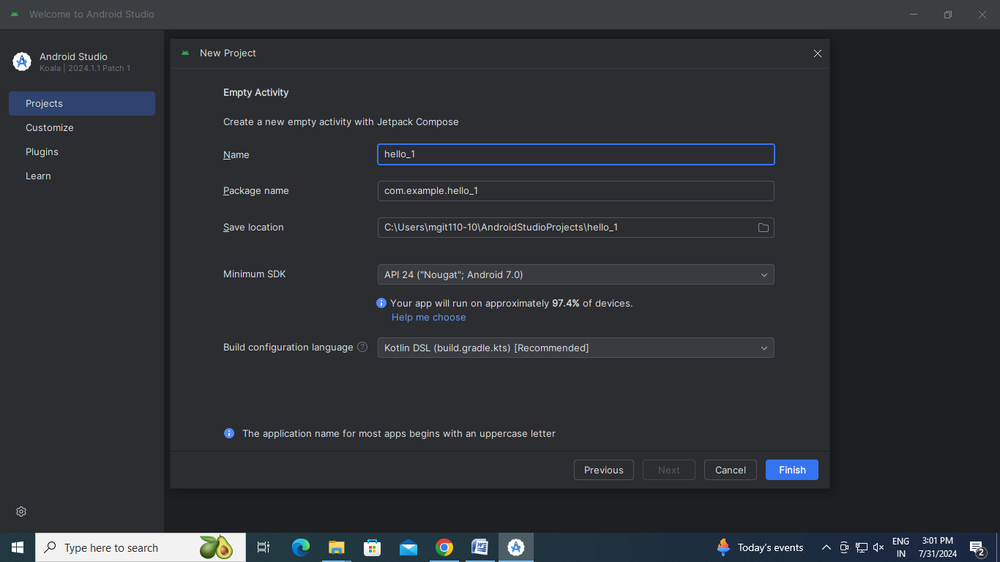 Welcome to Android Studio
Android Studio
Koala | 2024.1.1 Patch 1
Projects
Customize
Plugins
Learn
New Project
Empty Activity
Create a new empty activity with Jetpack Compose
Name
hello_1
Package name
com.example.hello_1
Save location
C:\Users\mgit110-10\AndroidStudioProjects\hello_1
Minimum SDK
API 24 ("Nougat"; Android 7.0)
Your app will run on approximately 97.4% of devices.
Help me choose
Build configuration language
Kotlin DSL (build.gradle.kts) [Recommended]
The application name for most apps begins with an uppercase letter
Previous
Next
Cancel
Finish
Type here to search
Today's events
ENG
IN
3:01 PM
7/31/2024
2